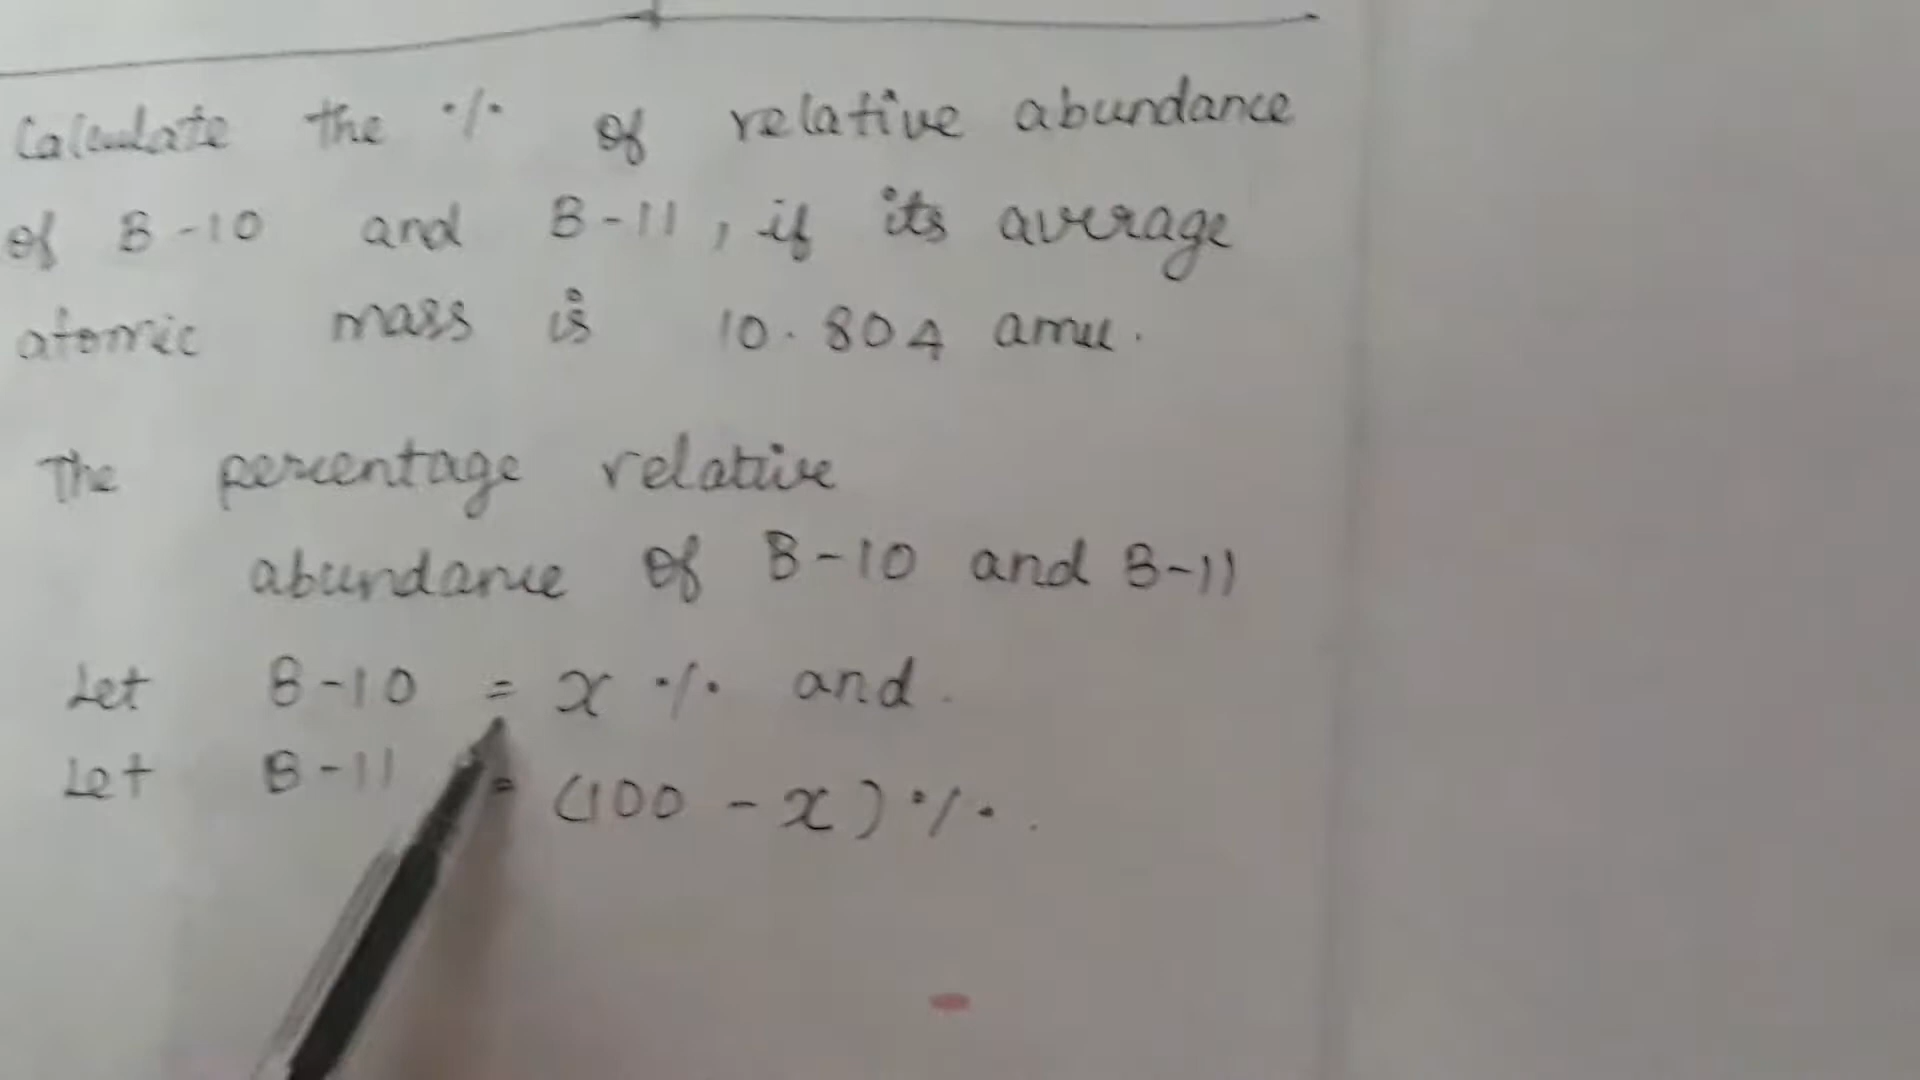 Calculate the % of relative abundance
of B-10 and B-11, if its average
atomic mass is 10.804 amu.
The percentage relative
abundance of B-10 and B-11
Let B-10 = x % and.
Let B-11 = (100 - x) %.